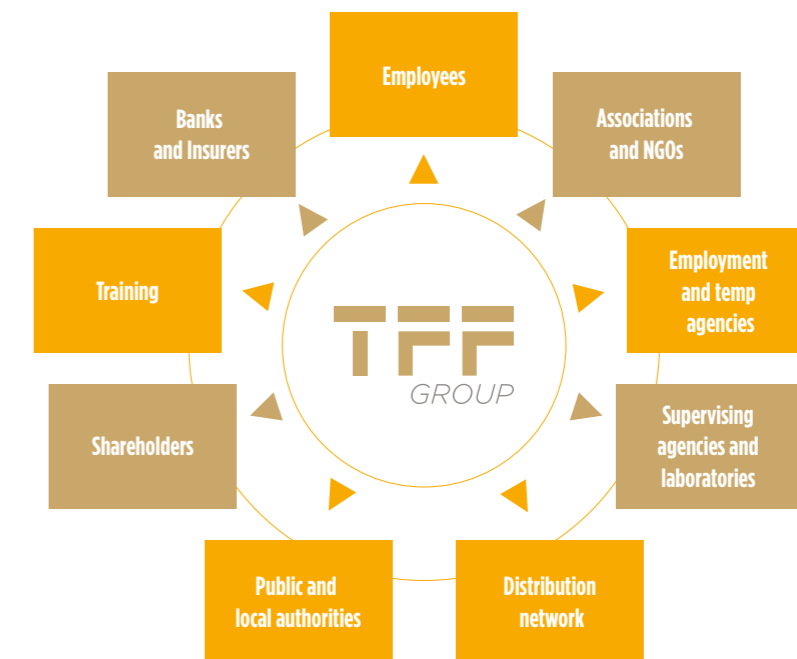 Employees
Banks
and Insurers
Associations
and NGOs
Training
Employment
and temp
agencies
TFF
GROUP
Shareholders
Supervising
agencies and
laboratories
Public and
local authorities
Distribution
network